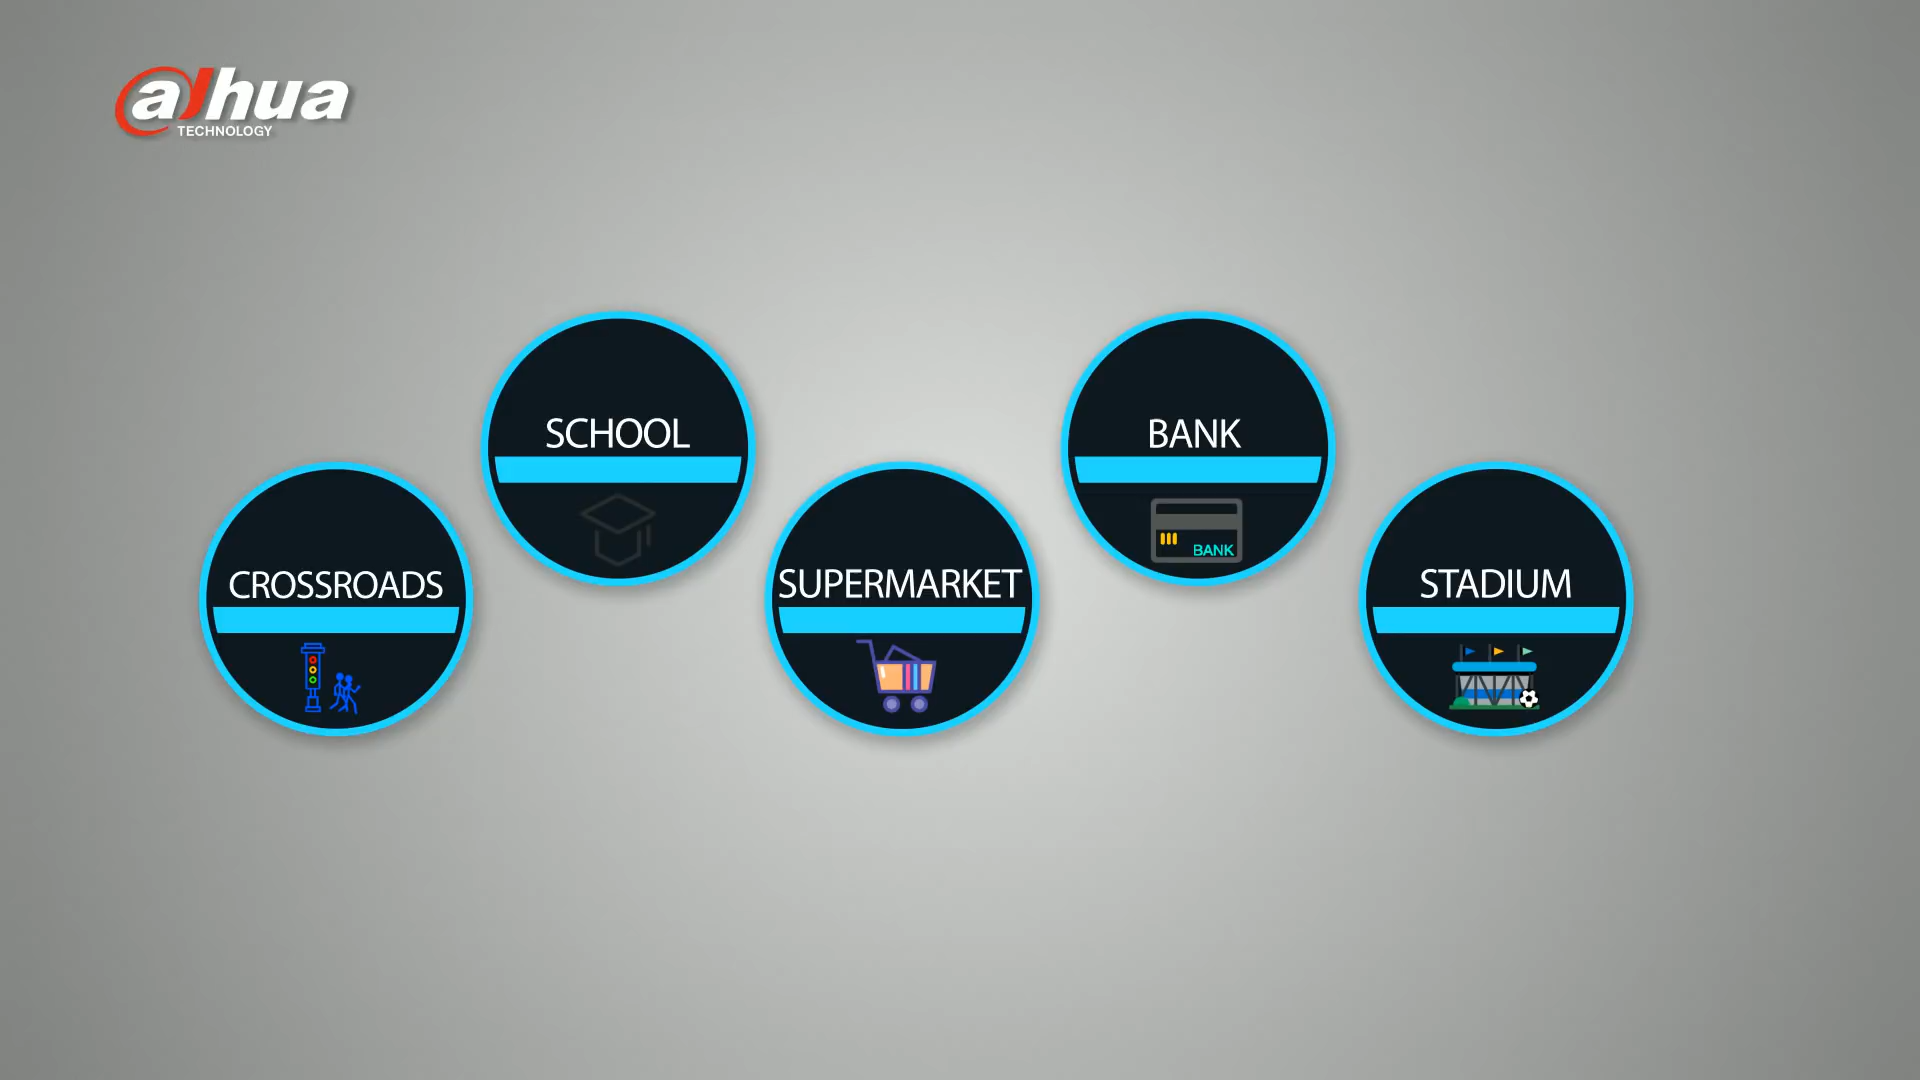 alhua
TECHNOLOGY
SCHOOL
BANK
BANK
CROSSROADS
SUPERMARKET
STADIUM